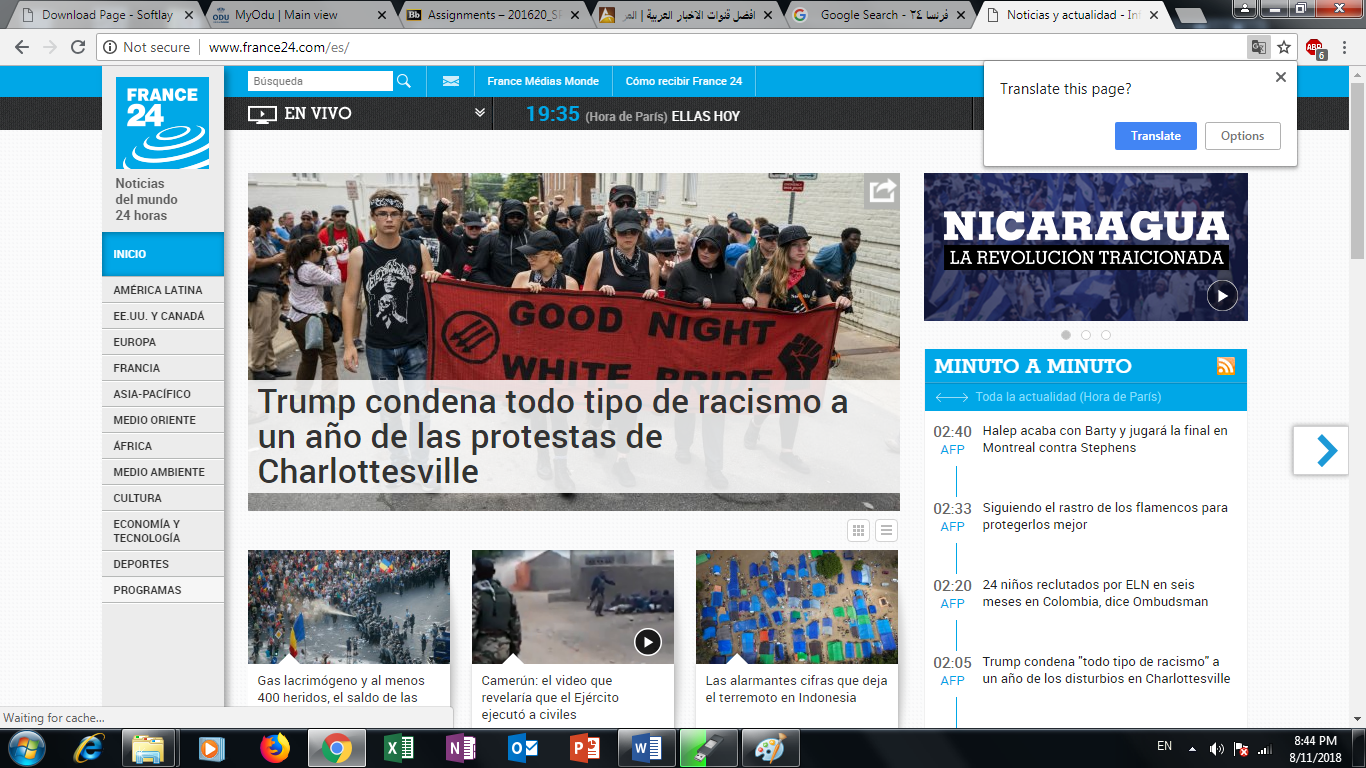 Download Page - Softlay
MyOdu | Main view
Assignments – 201620_SP
افضل قنوات الاخبار العربية | المر
فرنسا ٢٤ - Google Search
Noticias y actualidad - Inf
Not secure
www.france24.com/es/
ABP
6
Translate this page?
Translate
Options
FRANCE
24
Noticias
del mundo
24 horas
Búsqueda
France Médias Monde
Cómo recibir France 24
EN VIVO
19:35 (Hora de París) ELLAS HOY
INICIO
AMÉRICA LATINA
EE.UU. Y CANADÁ
EUROPA
FRANCIA
ASIA-PACÍFICO
MEDIO ORIENTE
ÁFRICA
MEDIO AMBIENTE
CULTURA
ECONOMÍA Y
TECNOLOGÍA
DEPORTES
PROGRAMAS
GOOD NIGHT
WHITE PRIDE
Trump condena todo tipo de racismo a
un año de las protestas de
Charlottesville
Gas lacrimógeno y al menos
400 heridos, el saldo de las
Camerún: el video que
revelaría que el Ejército
ejecutó a civiles
Las alarmantes cifras que deja
el terremoto en Indonesia
NICARAGUA
LA REVOLUCIÓN TRAICIONADA
MINUTO A MINUTO
Toda la actualidad (Hora de París)
02:40
AFP
Halep acaba con Barty y jugará la final en
Montreal contra Stephens
02:33
AFP
Siguiendo el rastro de los flamencos para
protegerlos mejor
02:20
AFP
24 niños reclutados por ELN en seis
meses en Colombia, dice Ombudsman
02:05
AFP
Trump condena "todo tipo de racismo" a
un año de los disturbios en Charlottesville
Waiting for cache...
EN
8:44 PM
8/11/2018